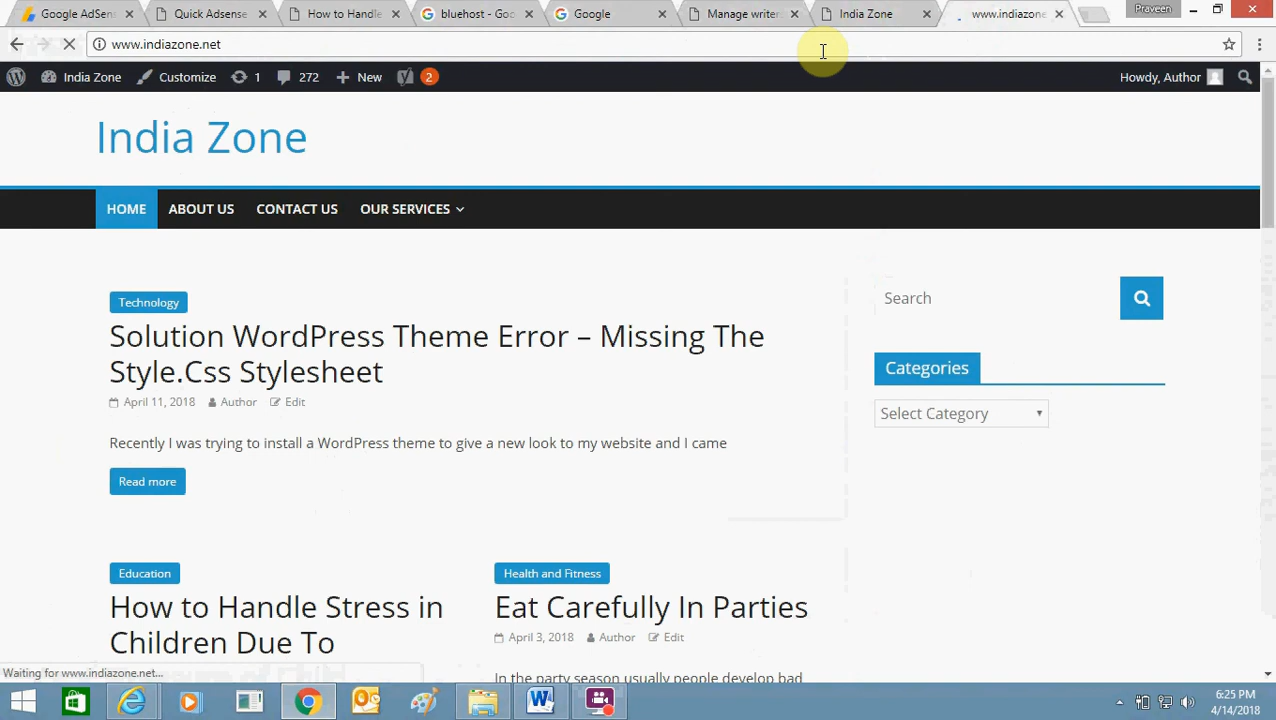 Google AdSen
Quick Adsense
How to Handle
bluehost - Goo
Google
Manage writer
India Zone
www.indiazone
Praveen
www.indiazone.net
India Zone
Customize
1
272
New
2
Howdy, Author
India Zone
HOME
ABOUT US
CONTACT US
OUR SERVICES
Technology
Solution WordPress Theme Error – Missing The
Style.Css Stylesheet
April 11, 2018 Author Edit
Recently I was trying to install a WordPress theme to give a new look to my website and I came
Read more
Search
Categories
Select Category
Education
How to Handle Stress in
Children Due To
Health and Fitness
Eat Carefully In Parties
April 3, 2018 Author Edit
In the party season usually people develop bad
Waiting for www.indiazone.net...
6:25 PM
4/14/2018